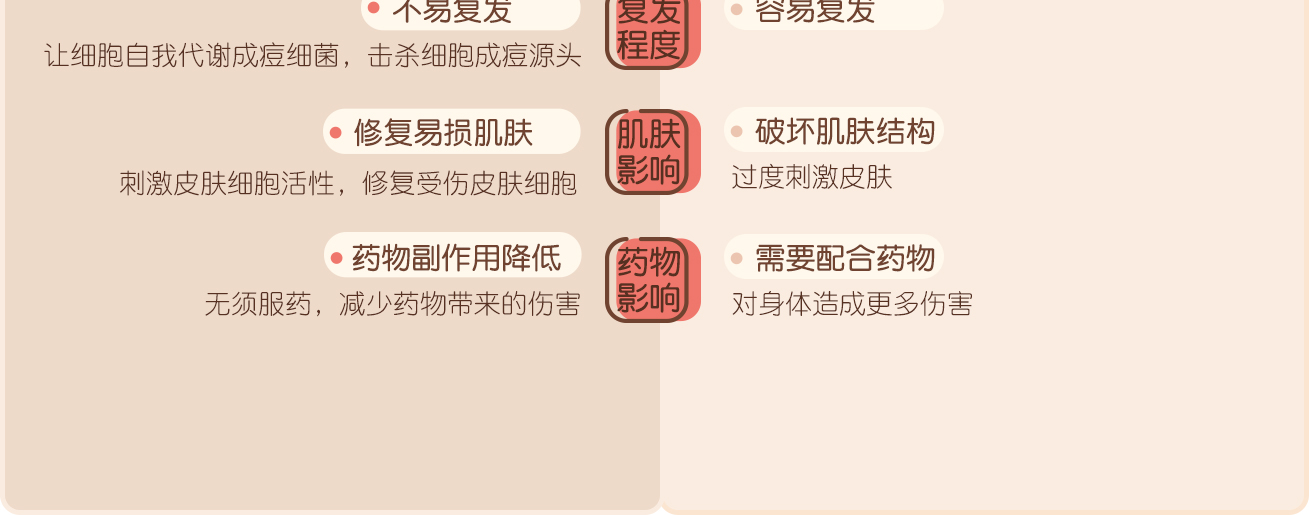 不易复发
让细胞自我代谢成痘细菌，击杀细胞成痘源头
复发
程度
容易复发
修复易损肌肤
刺激皮肤细胞活性，修复受伤皮肤细胞
肌肤
影响
破坏肌肤结构
过度刺激皮肤
药物副作用降低
无须服药，减少药物带来的伤害
药物
影响
需要配合药物
对身体造成更多伤害